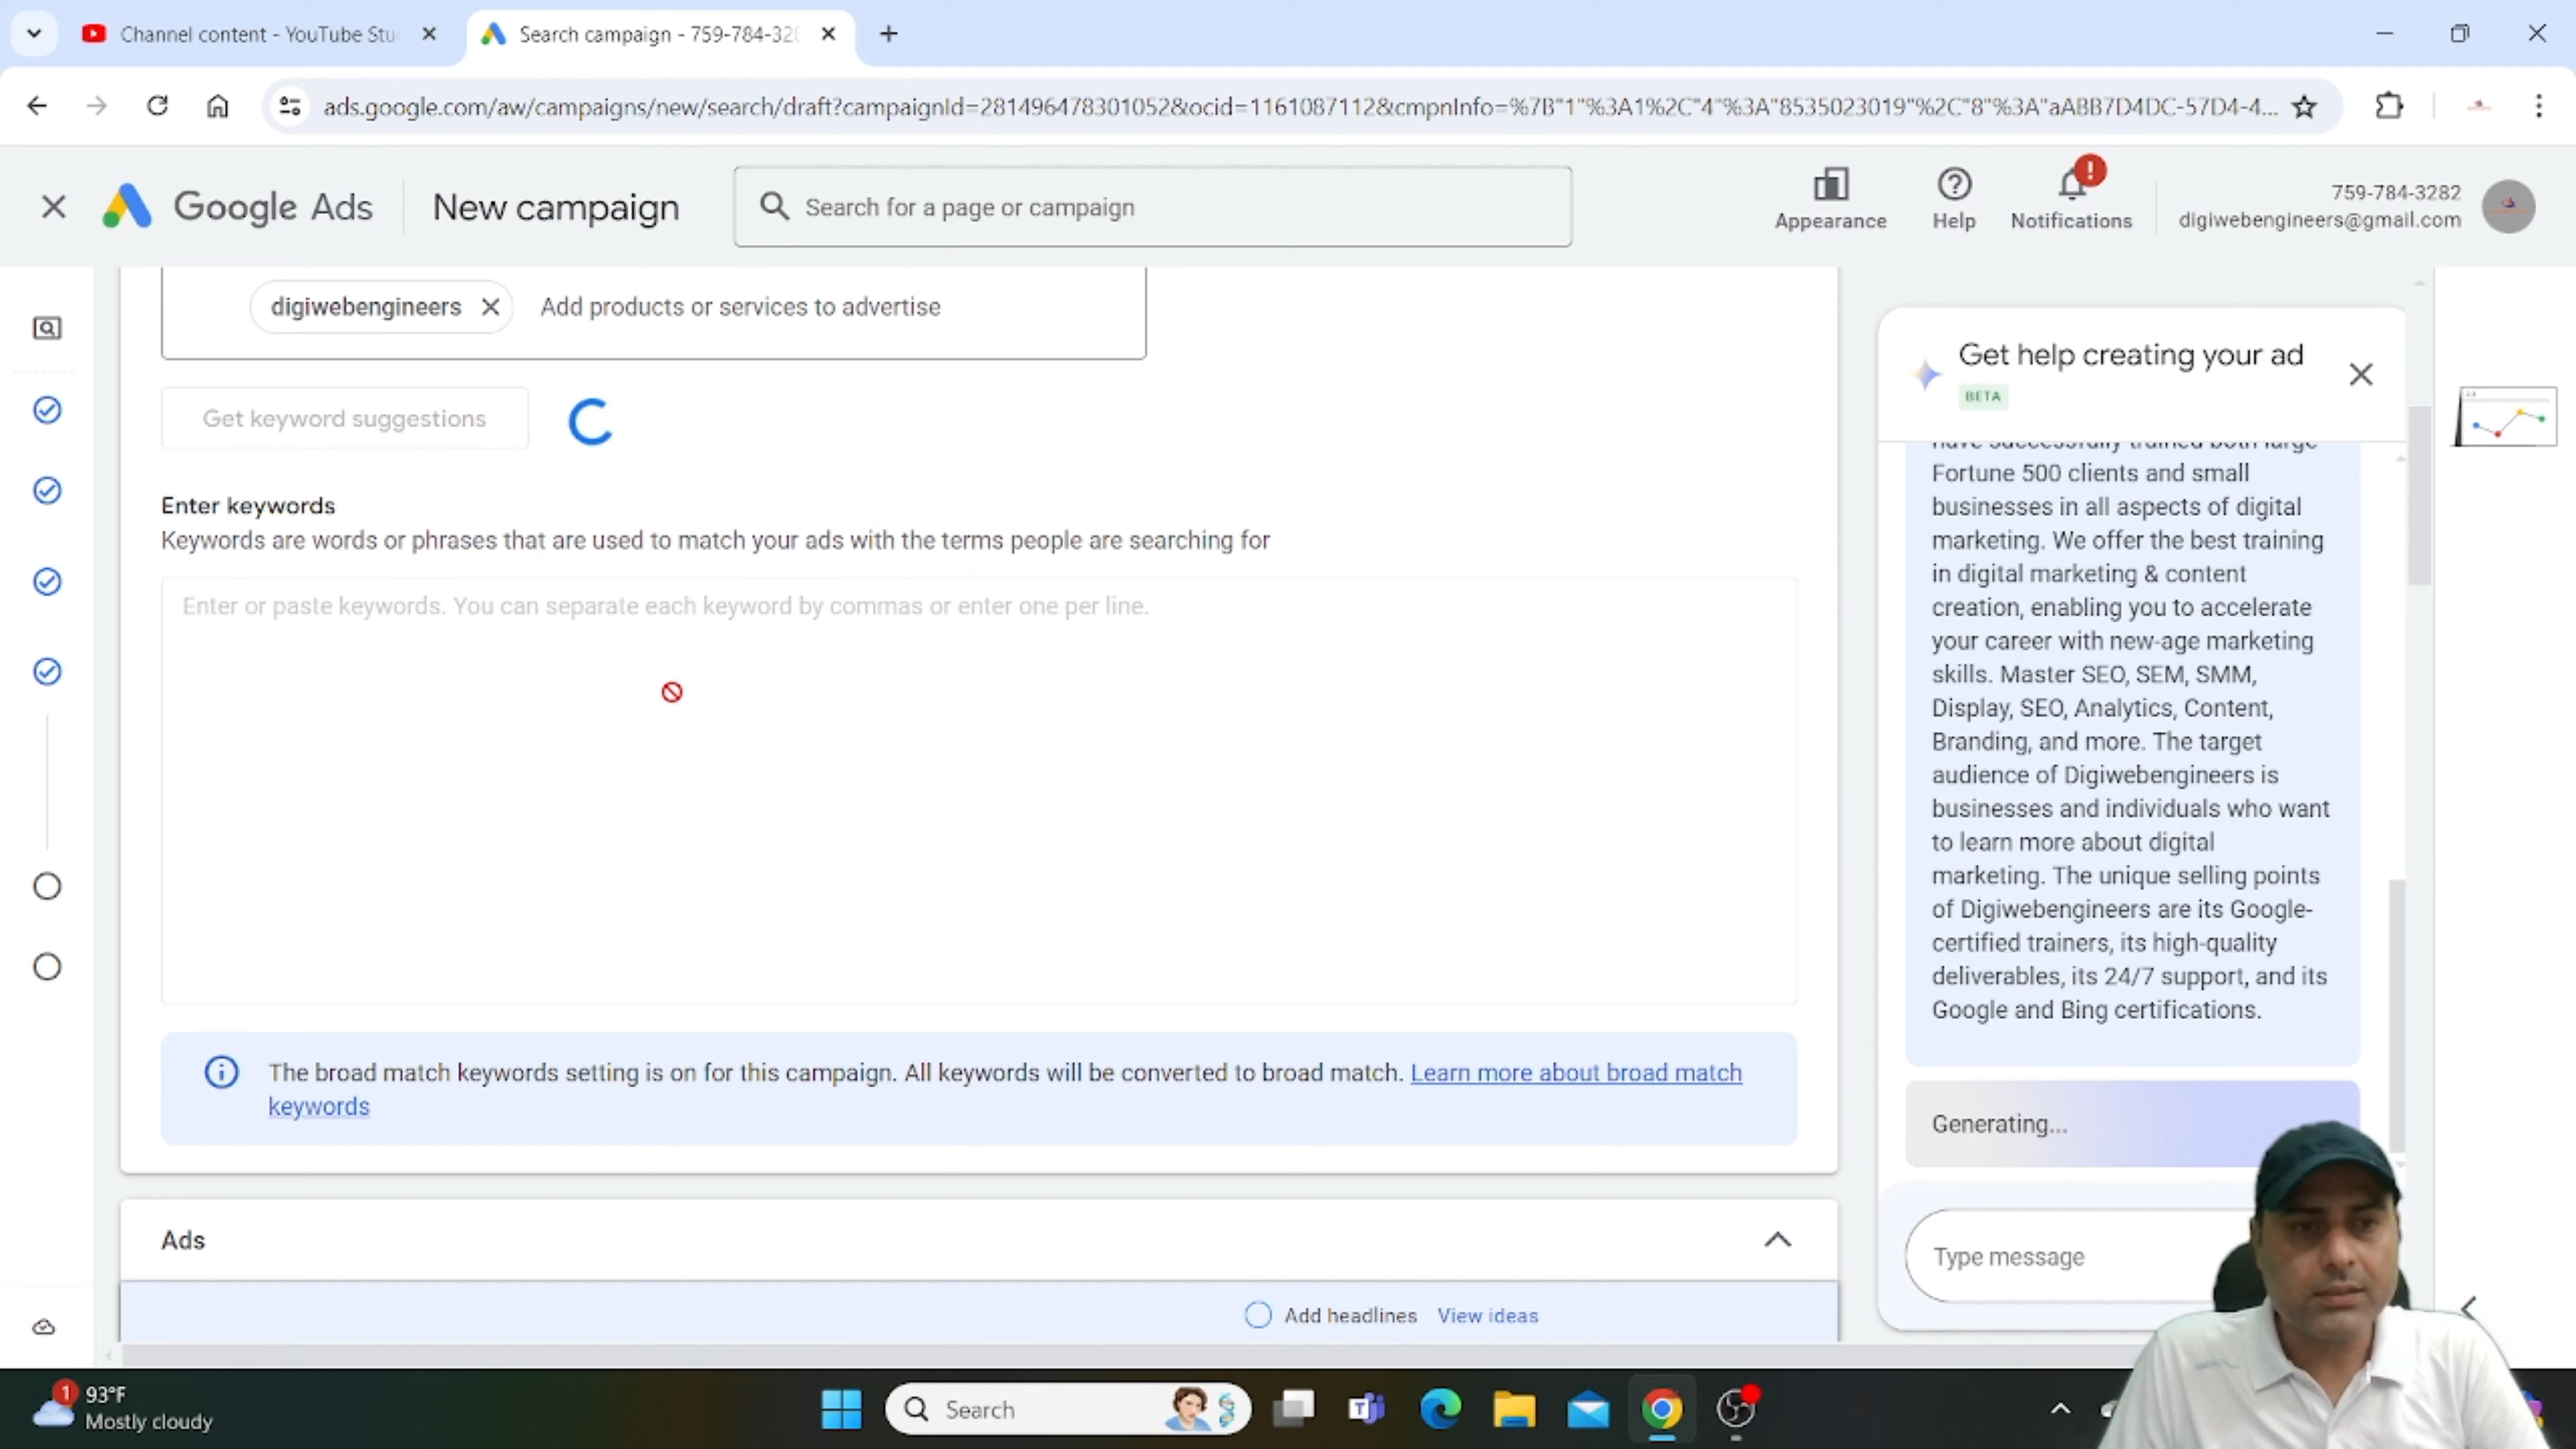 Channel content - YouTube Stu
Search campaign - 759-784-328
ads.google.com/aw/campaigns/new/search/draft?campaignId=281496478301052&ocid=1161087112&cmpnInfo=%7B"1"%3A1%2C"4"%3A"8535023019"%2C"8"%3A"aABB7D4DC-57D4-4...
Google Ads
New campaign
Search for a page or campaign
Appearance
Help
!
Notifications
759-784-3282
digiwebengineers@gmail.com
digiwebengineers
Add products or services to advertise
Get keyword suggestions
Enter keywords
Keywords are words or phrases that are used to match your ads with the terms people are searching for
Enter or paste keywords. You can separate each keyword by commas or enter one per line.
The broad match keywords setting is on for this campaign. All keywords will be converted to broad match. Learn more about broad match
keywords
Ads
Add headlines
View ideas
Get help creating your ad
BETA
have successfully trained both large
Fortune 500 clients and small
businesses in all aspects of digital
marketing. We offer the best training
in digital marketing & content
creation, enabling you to accelerate
your career with new-age marketing
skills. Master SEO, SEM, SMM,
Display, SEO, Analytics, Content,
Branding, and more. The target
audience of Digiwebengineers is
businesses and individuals who want
to learn more about digital
marketing. The unique selling points
of Digiwebengineers are its Google-
certified trainers, its high-quality
deliverables, its 24/7 support, and its
Google and Bing certifications.
Generating...
Type message
1
93°F
Mostly cloudy
Search